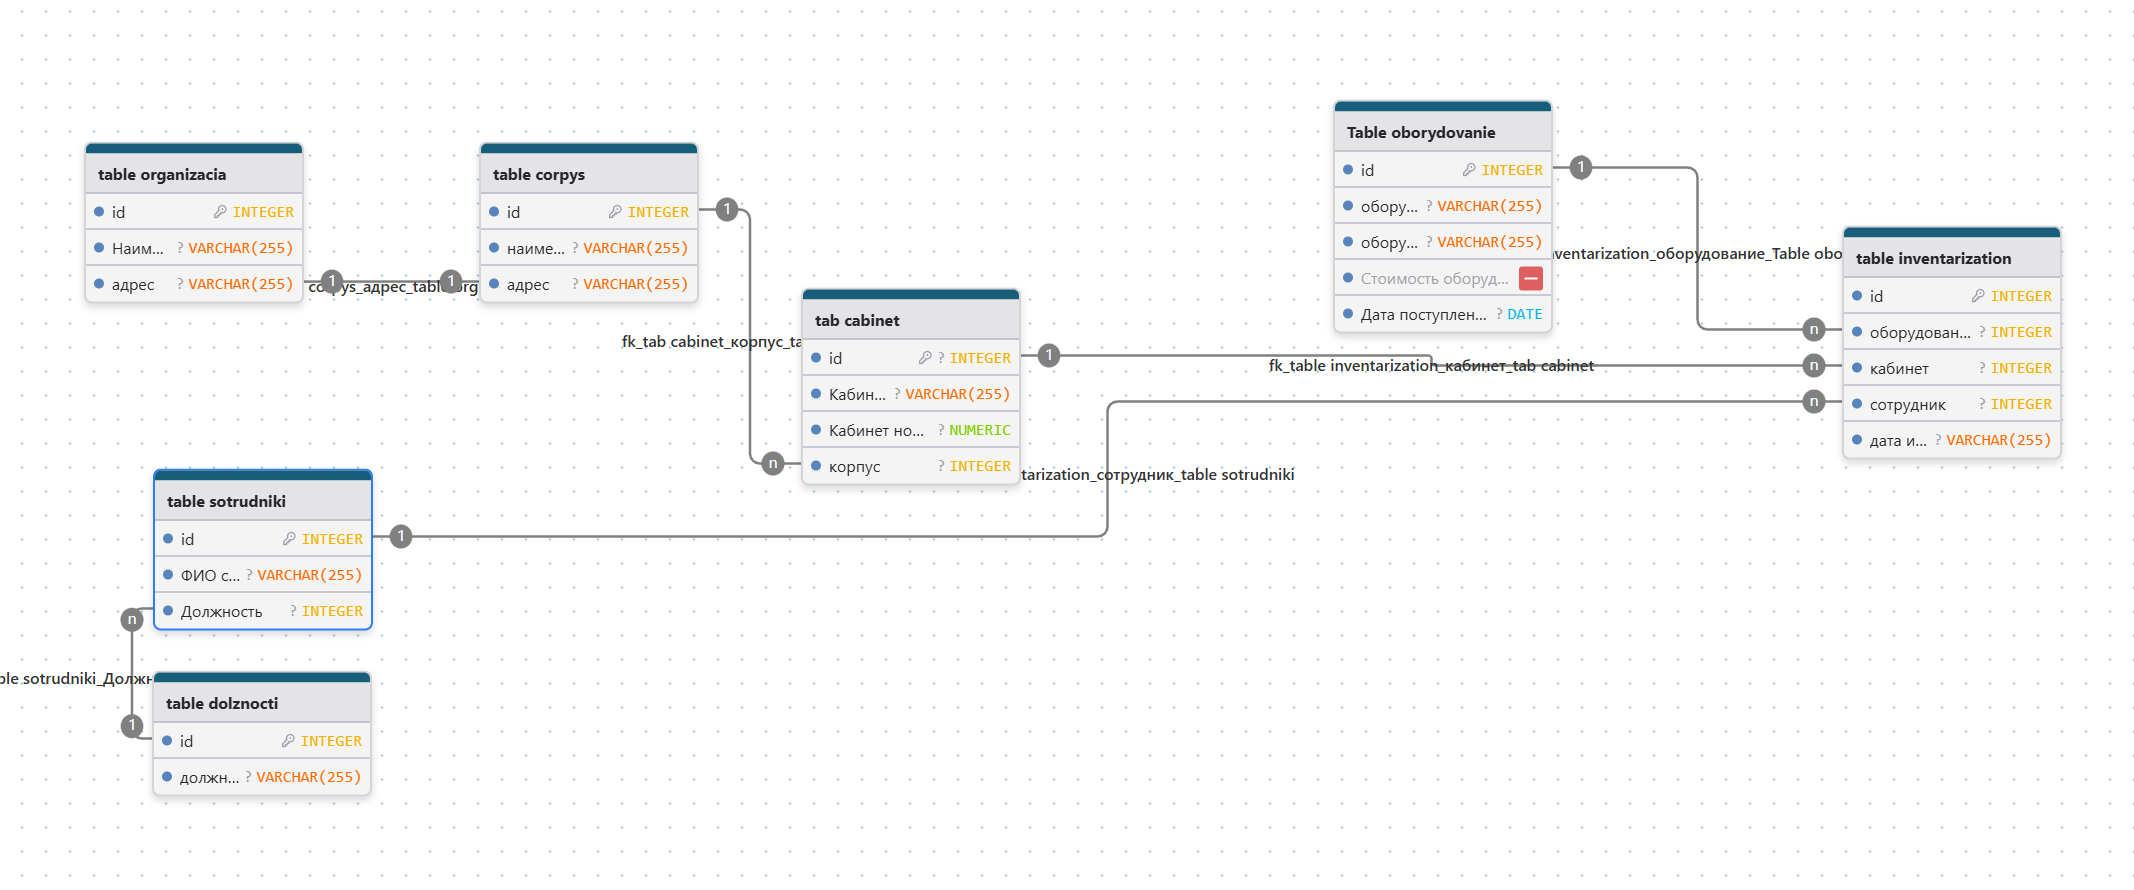 table organizacia
id INTEGER
Наим... ? VARCHAR(255)
адрес ? VARCHAR(255)
1
1
table corpys
id INTEGER
наиме... ? VARCHAR(255)
адрес ? VARCHAR(255)
1
n
tab cabinet
id ? INTEGER
Кабин... ? VARCHAR(255)
Кабинет но... ? NUMERIC
корпус ? INTEGER
fk_tab cabinet_корпус_ta
Table oborydovanie
id INTEGER
обору... ? VARCHAR(255)
обору... ? VARCHAR(255)
Стоимость оборуд...
Дата поступлен... ? DATE
1
ventarization_оборудование_Table obo
table inventarization
id INTEGER
оборудован... ? INTEGER
кабинет ? INTEGER
сотрудник ? INTEGER
дата и... ? VARCHAR(255)
n
n
n
1
fk_table inventarization_кабинет_tab cabinet
tarization_сотрудник_table sotrudniki
table sotrudniki
id INTEGER
ФИО с... ? VARCHAR(255)
Должность ? INTEGER
1
n
1
ble sotrudniki_Должн
table dolznocti
id INTEGER
должн... ? VARCHAR(255)